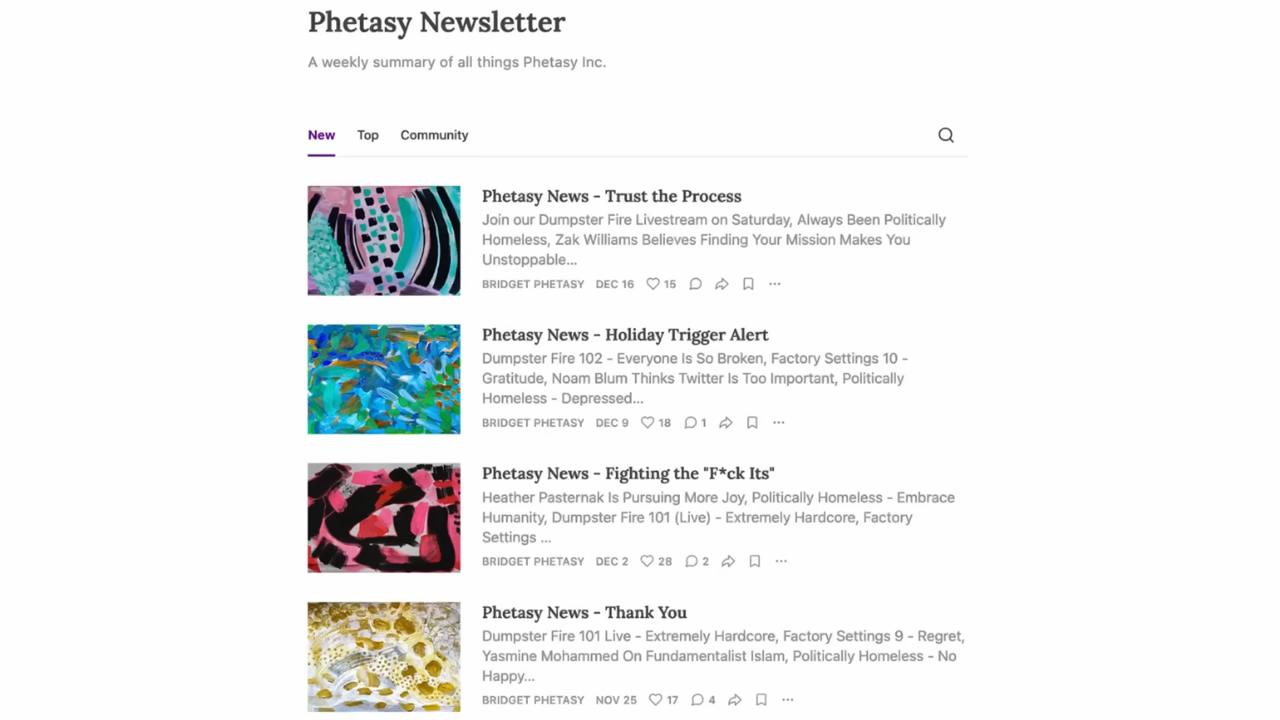 Phetasy Newsletter
A weekly summary of all things Phetasy Inc.
New Top Community
Phetasy News - Trust the Process
Join our Dumpster Fire Livestream on Saturday, Always Been Politically
Homeless, Zak Williams Believes Finding Your Mission Makes You
Unstoppable...
BRIDGET PHETASY DEC 16 15
Phetasy News - Holiday Trigger Alert
Dumpster Fire 102 - Everyone Is So Broken, Factory Settings 10 -
Gratitude, Noam Blum Thinks Twitter Is Too Important, Politically
Homeless - Depressed...
BRIDGET PHETASY DEC 9 18 1
Phetasy News - Fighting the "F*ck Its"
Heather Pasternak Is Pursuing More Joy, Politically Homeless - Embrace
Humanity, Dumpster Fire 101 (Live) - Extremely Hardcore, Factory
Settings ...
BRIDGET PHETASY DEC 2 28 2
Phetasy News - Thank You
Dumpster Fire 101 Live - Extremely Hardcore, Factory Settings 9 - Regret,
Yasmine Mohammed On Fundamentalist Islam, Politically Homeless - No
Happy...
BRIDGET PHETASY NOV 25 17 4